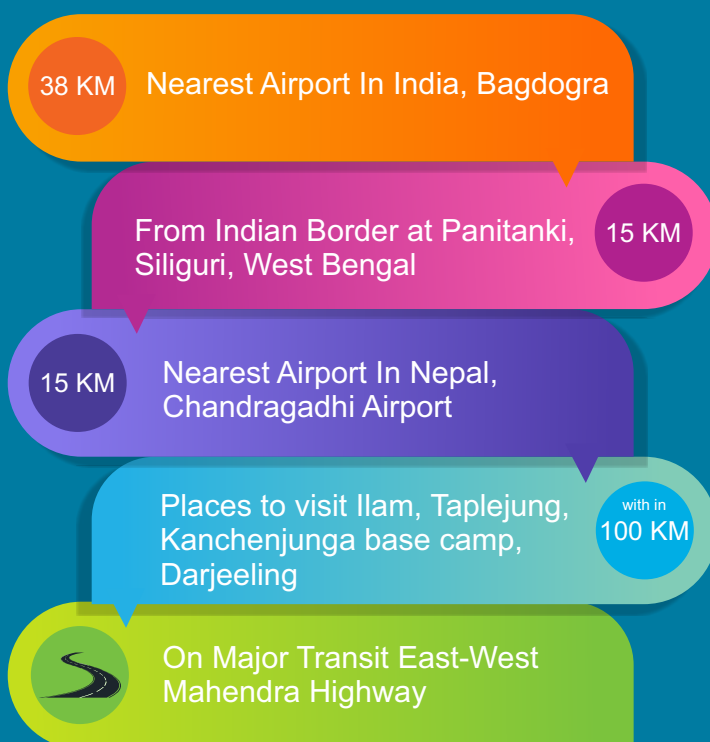 38 KM
Nearest Airport In India, Bagdogra
From Indian Border at Panitanki,
Siliguri, West Bengal
15 KM
15 KM
Nearest Airport In Nepal,
Chandragadhi Airport
Places to visit Ilam, Taplejung,
Kanchenjunga base camp,
Darjeeling
with in
100 KM
On Major Transit East-West
Mahendra Highway